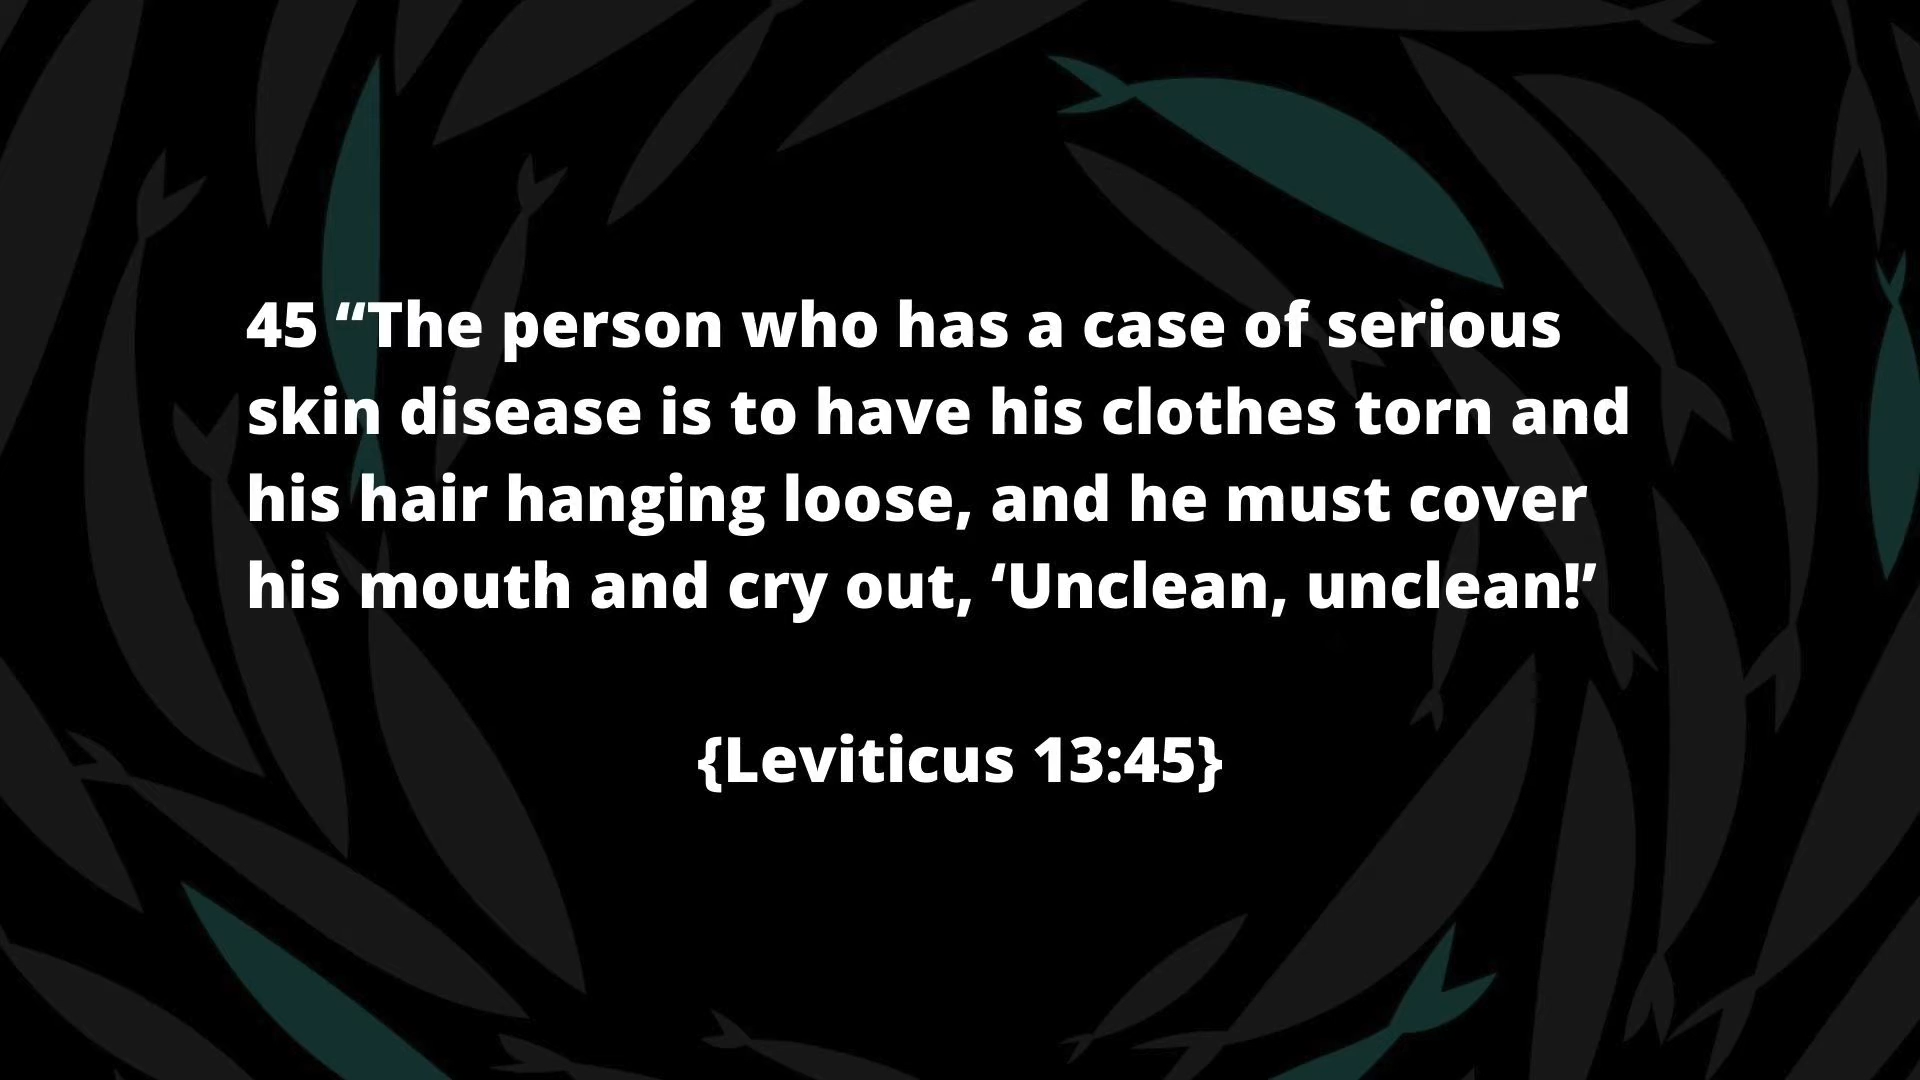 45 “The person who has a case of serious
skin disease is to have his clothes torn and
his hair hanging loose, and he must cover
his mouth and cry out, ‘Unclean, unclean!’
{Leviticus 13:45}